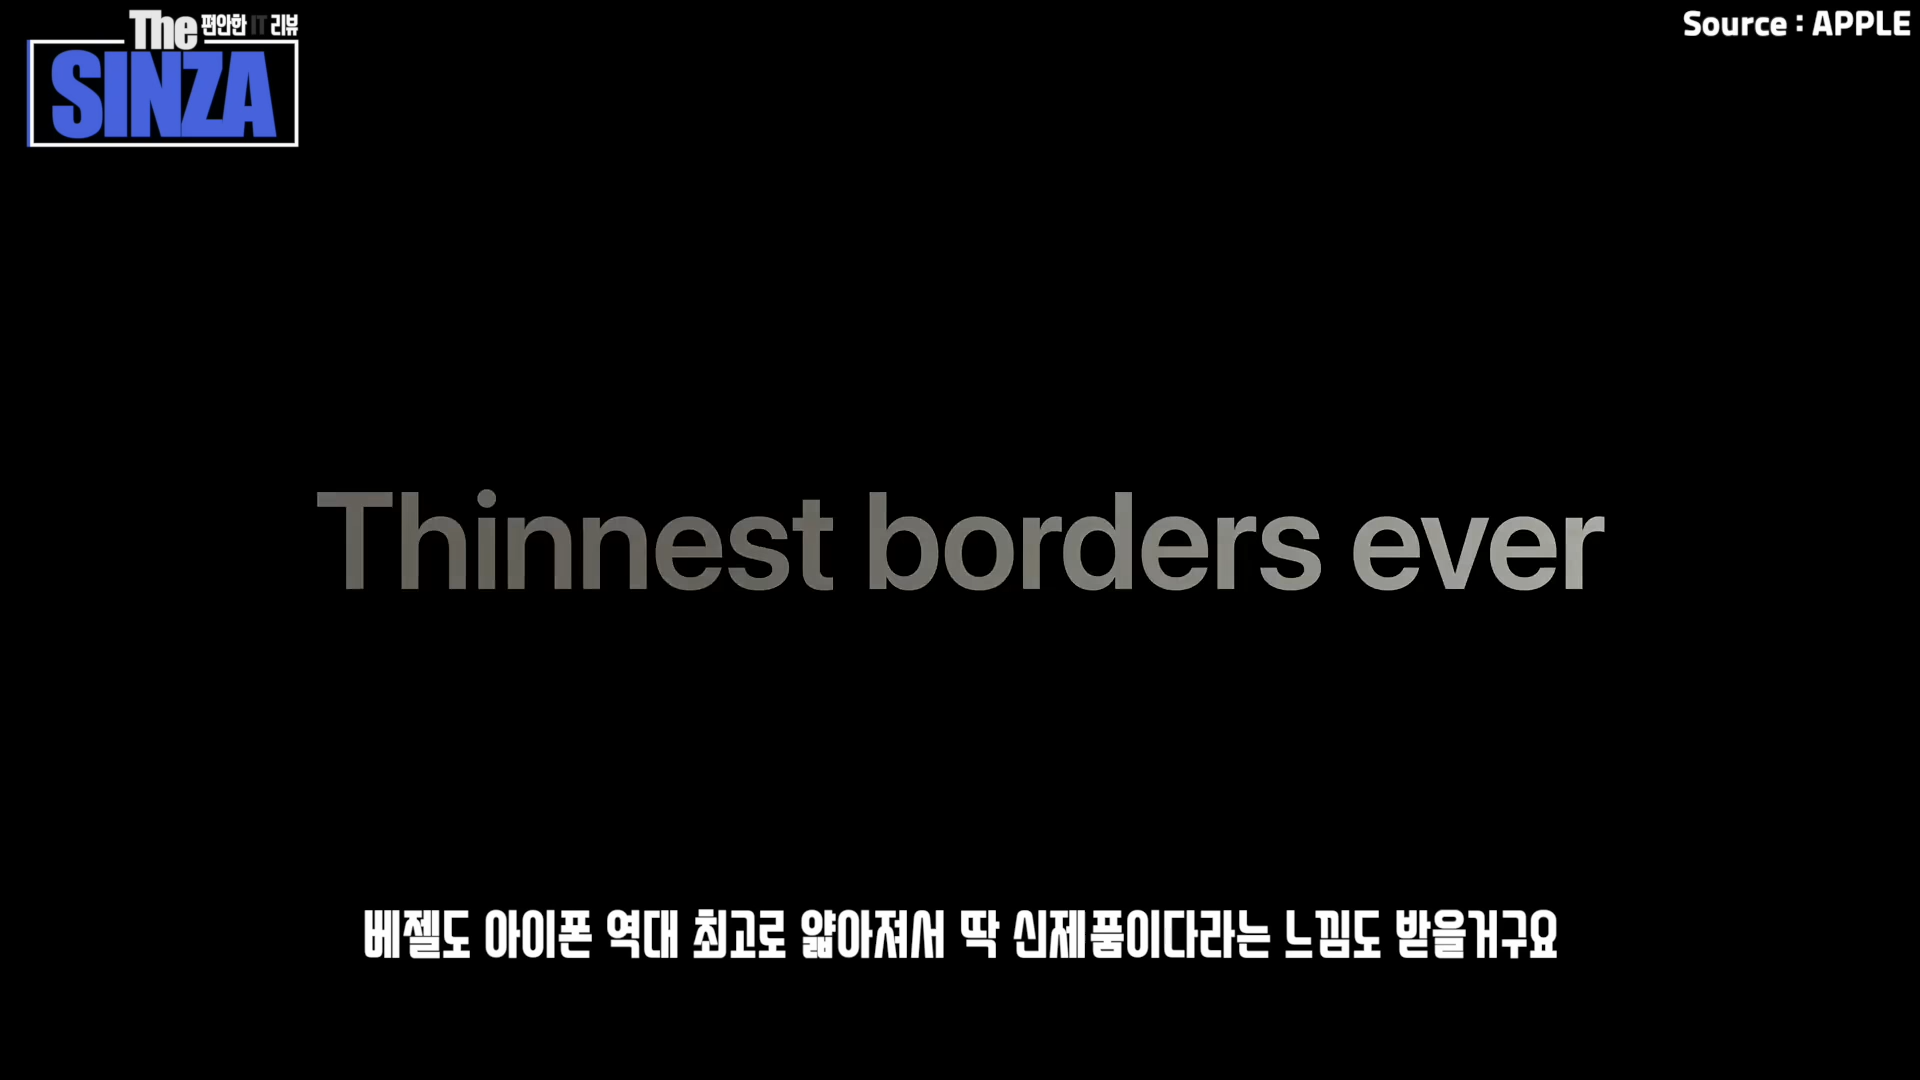 The 편안한 IT 리뷰
SINZA
Source : APPLE
Thinnest borders ever
베젤도 아이폰 역대 최고로 얇아져서 딱 신제품이다라는 느낌도 받을거구요